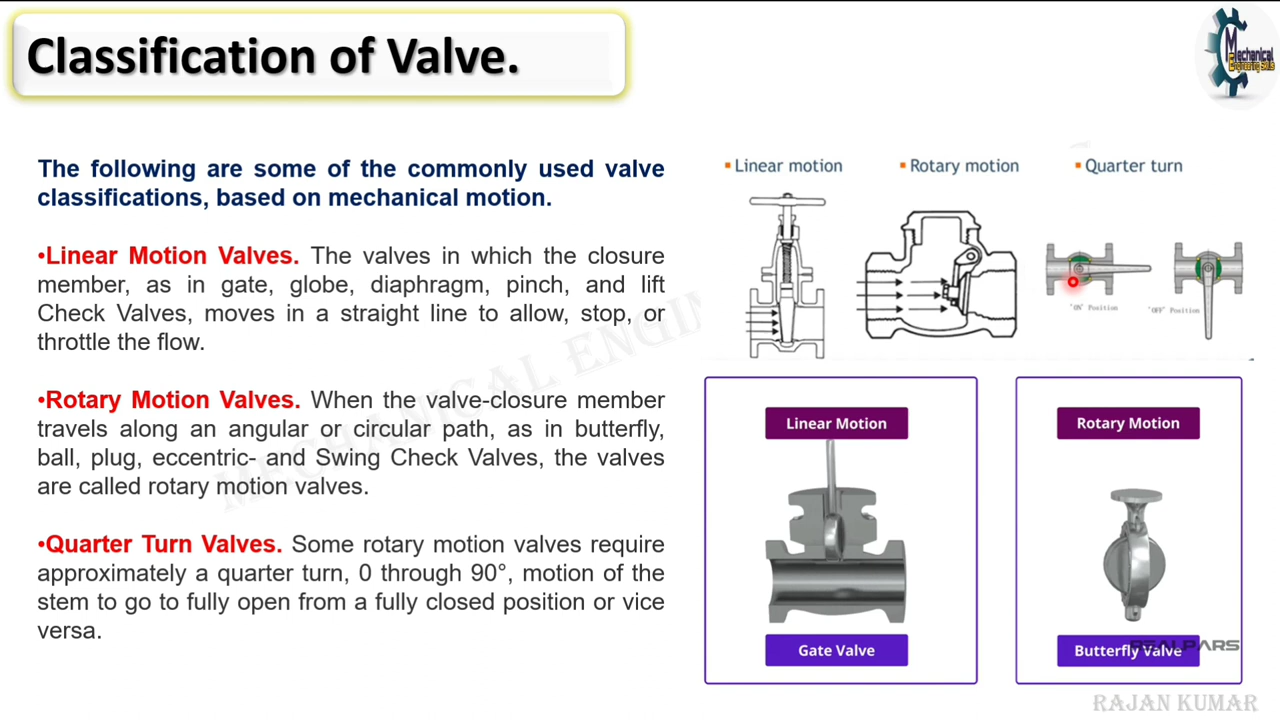 Classification of Valve.
Mechanical
Engineering Skills
The following are some of the commonly used valve
classifications, based on mechanical motion.
•Linear Motion Valves. The valves in which the closure
member, as in gate, globe, diaphragm, pinch, and lift
Check Valves, moves in a straight line to allow, stop, or
throttle the flow.
•Rotary Motion Valves. When the valve-closure member
travels along an angular or circular path, as in butterfly,
ball, plug, eccentric- and Swing Check Valves, the valves
are called rotary motion valves.
•Quarter Turn Valves. Some rotary motion valves require
approximately a quarter turn, 0 through 90°, motion of the
stem to go to fully open from a fully closed position or vice
versa.
MECHANICAL ENGIN
▪ Linear motion
▪ Rotary motion
▪ Quarter turn
"ON" Position
"OFF" Position
Linear Motion
Gate Valve
Rotary Motion
Butterfly Valve
REALPARS
RAJAN KUMAR